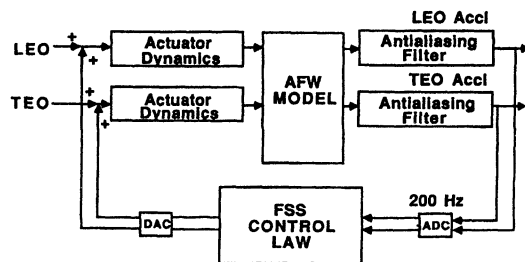 LEO Accl
LEO
+
+
Actuator
Dynamics
AFW
MODEL
Antialiasing
Filter
TEO Accl
TEO
+
+
Actuator
Dynamics
Antialiasing
Filter
200 Hz
DAC
FSS
CONTROL
LAW
ADC